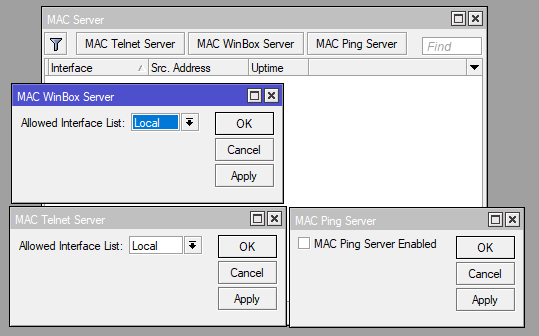 MAC Server
MAC Telnet Server MAC WinBox Server MAC Ping Server Find
Interface Src. Address Uptime
MAC WinBox Server
Allowed Interface List: Local OK
Cancel
Apply
MAC Telnet Server
Allowed Interface List: Local OK
Cancel
Apply
MAC Ping Server
MAC Ping Server Enabled OK
Cancel
Apply